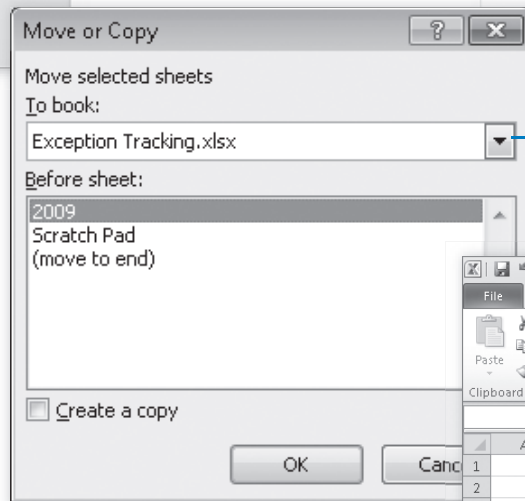 Move or Copy
Move selected sheets
To book:
Exception Tracking.xlsx
Before sheet:
2009
Scratch Pad
(move to end)
File
Paste
Clipboard
Create a copy
OK
A
1
2